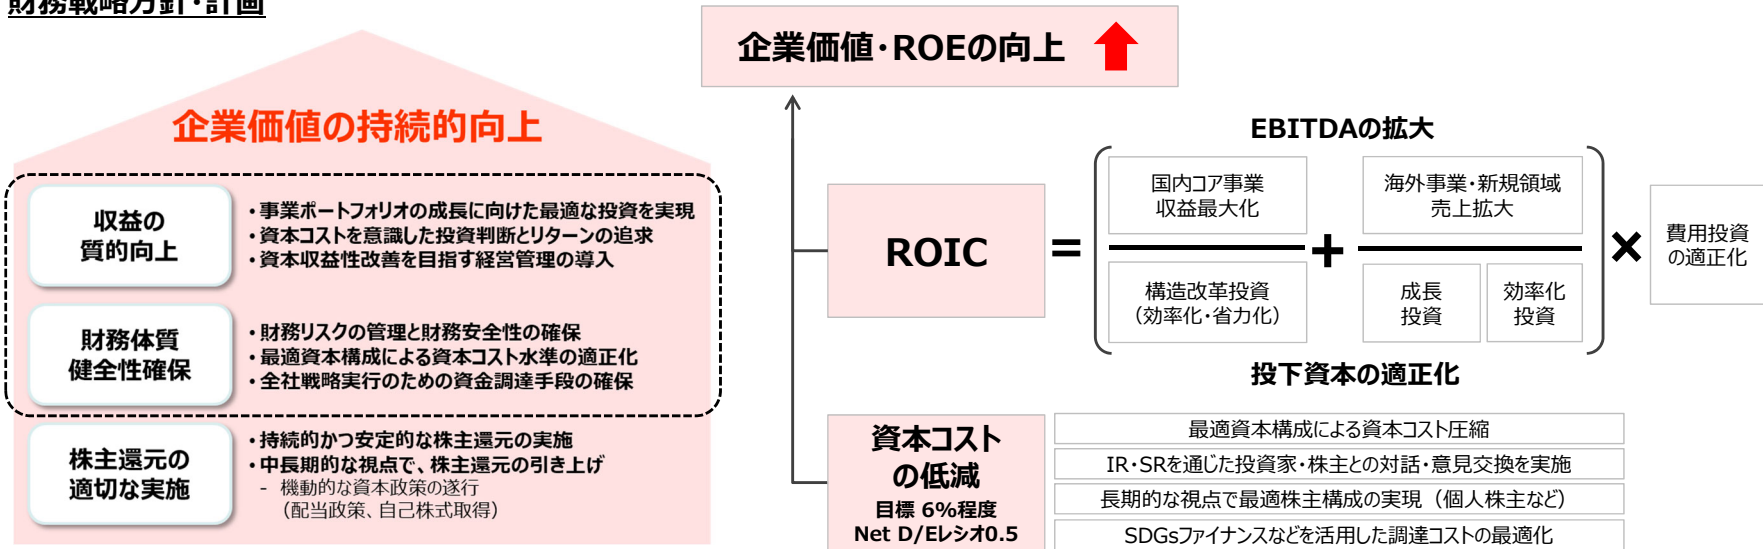 財務戦略方針・計画
企業価値の持続的向上
収益の
質的向上
・事業ポートフォリオの成長に向けた最適な投資を実現
・資本コストを意識した投資判断とリターンの追求
・資本収益性改善を目指す経営管理の導入
財務体質
健全性確保
・財務リスクの管理と財務安全性の確保
・最適資本構成による資本コスト水準の適正化
・全社戦略実行のための資金調達手段の確保
株主還元の
適切な実施
・持続的かつ安定的な株主還元の実施
・中長期的な視点で、株主還元の引き上げ
- 機動的な資本政策の遂行
（配当政策、自己株式取得）
企業価値・ROEの向上
EBITDAの拡大
ROIC
=
国内コア事業
収益最大化
構造改革投資
（効率化・省力化）
+
海外事業・新規領域
売上拡大
成長
投資
効率化
投資
×
費用投資
の適正化
投下資本の適正化
資本コスト
の低減
目標 6%程度
Net D/Eレシオ0.5
最適資本構成による資本コスト圧縮
IR・SRを通じた投資家・株主との対話・意見交換を実施
長期的な視点で最適株主構成の実現（個人株主など）
SDGsファイナンスなどを活用した調達コストの最適化